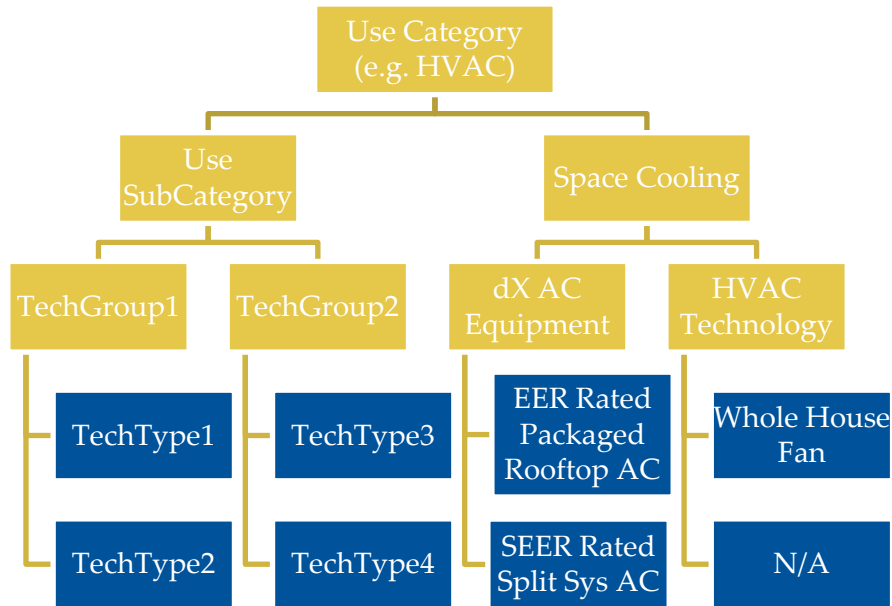 Use Category
(e.g. HVAC)
Use
SubCategory
Space Cooling
TechGroup1
TechGroup2
dX AC
Equipment
HVAC
Technology
TechType1
TechType3
EER Rated
Packaged
Rooftop AC
Whole House
Fan
TechType2
TechType4
SEER Rated
Split Sys AC
N/A